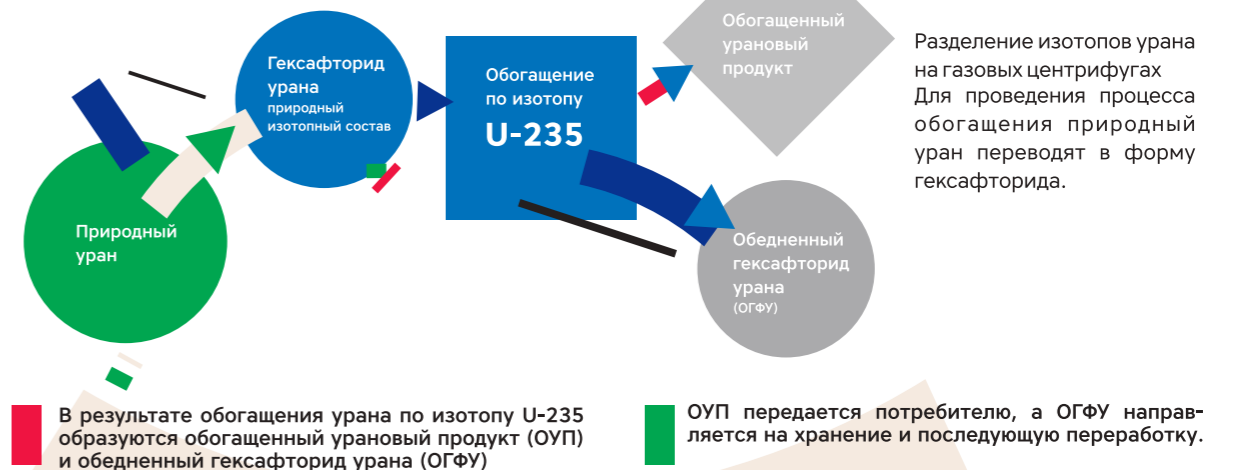 Природный
уран
Гексафторид
урана
природный
изотопный состав
Обогащение
по изотопу
U-235
Обогащенный
урановый
продукт
Обедненный
гексафторид
урана
(ОГФУ)
Разделение изотопов урана
на газовых центрифугах
Для проведения процесса
обогащения природный
уран переводят в форму
гексафторида.
В результате обогащения урана по изотопу U-235
образуются обогащенный урановый продукт (ОУП)
и обедненный гексафторид урана (ОГФУ)
ОУП передается потребителю, а ОГФУ направ-
ляется на хранение и последующую переработку.